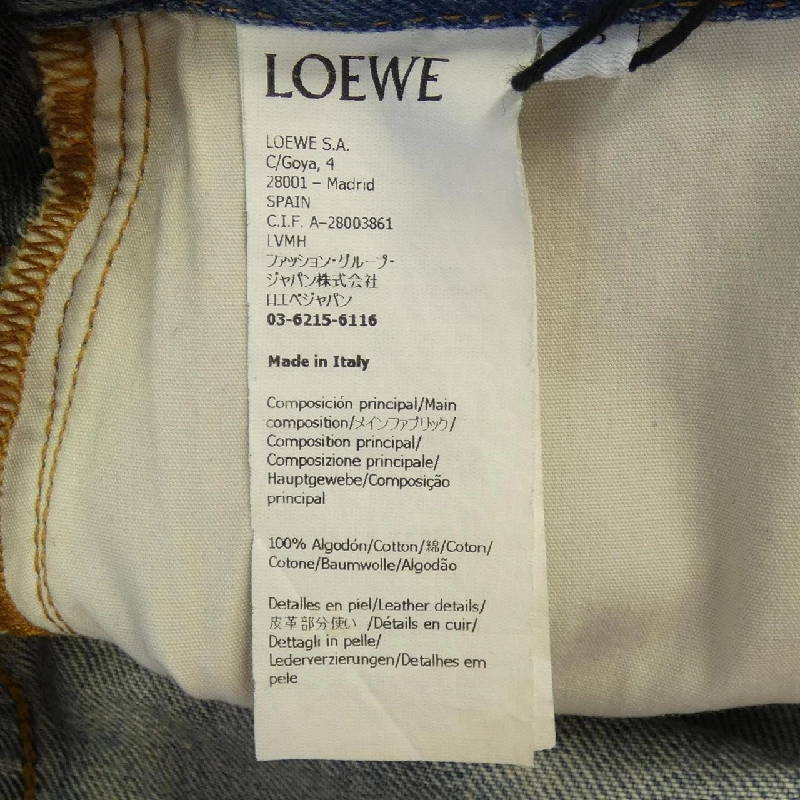 LOEWE
LOEWE S.A.
C/Goya, 4
28001 – Madrid
SPAIN
C.I.F. A-28003861
LVMH
ファッション・グループ・
ジャパン株式会社
ロエベジャパン
03-6215-6116
Made in Italy
Composición principal/Main
composition/メインファブリック/
Composition principal/
Composizione principale/
Hauptgewebe/Composição
principal
100% Algodón/Cotton/綿/Coton/
Cotone/Baumwolle/Algodão
Detalles en piel/Leather details/
皮革部分使い /Détails en cuir/
Dettagli in pelle/
Lederverzierungen/Detalhes em
pele